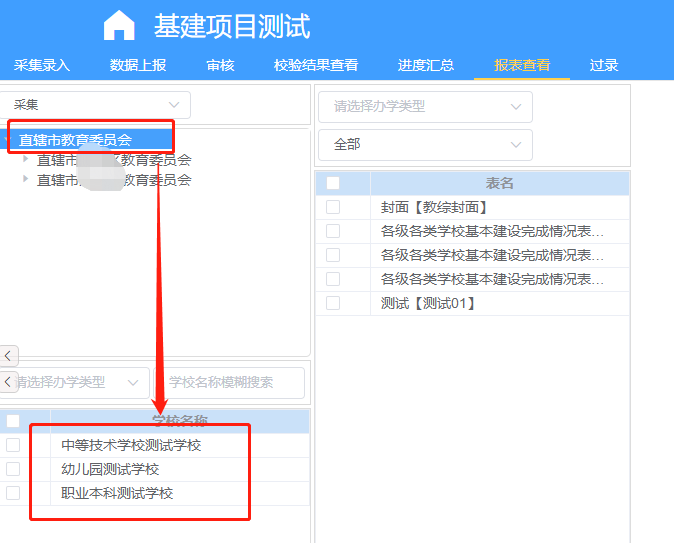 基建项目测试
采集录入 数据上报 审核 校验结果查看 进度汇总 报表查看 过录
采集
直辖市教育委员会
直辖市 区教育委员会
直辖市 教育委员会
请选择办学类型 学校名称模糊搜索
学校名称
中等技术学校测试学校
幼儿园测试学校
职业本科测试学校
请选择办学类型
全部
表名
封面【教综封面】
各级各类学校基本建设完成情况表...
各级各类学校基本建设完成情况表...
各级各类学校基本建设完成情况表...
测试【测试01】